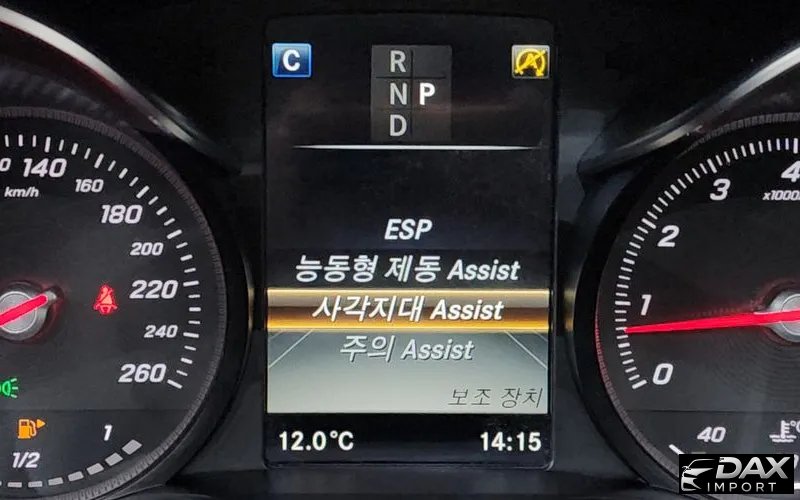 C
R
N P
D
A
ESP
능동형 제동 Assist
사각지대 Assist
주의 Assist
보조 장치
12.0°C 14:15
140
km/h
160
180
200
220
240
260
1/2
1
0
1
2
3
4
40
°C
DAX
IMPORT